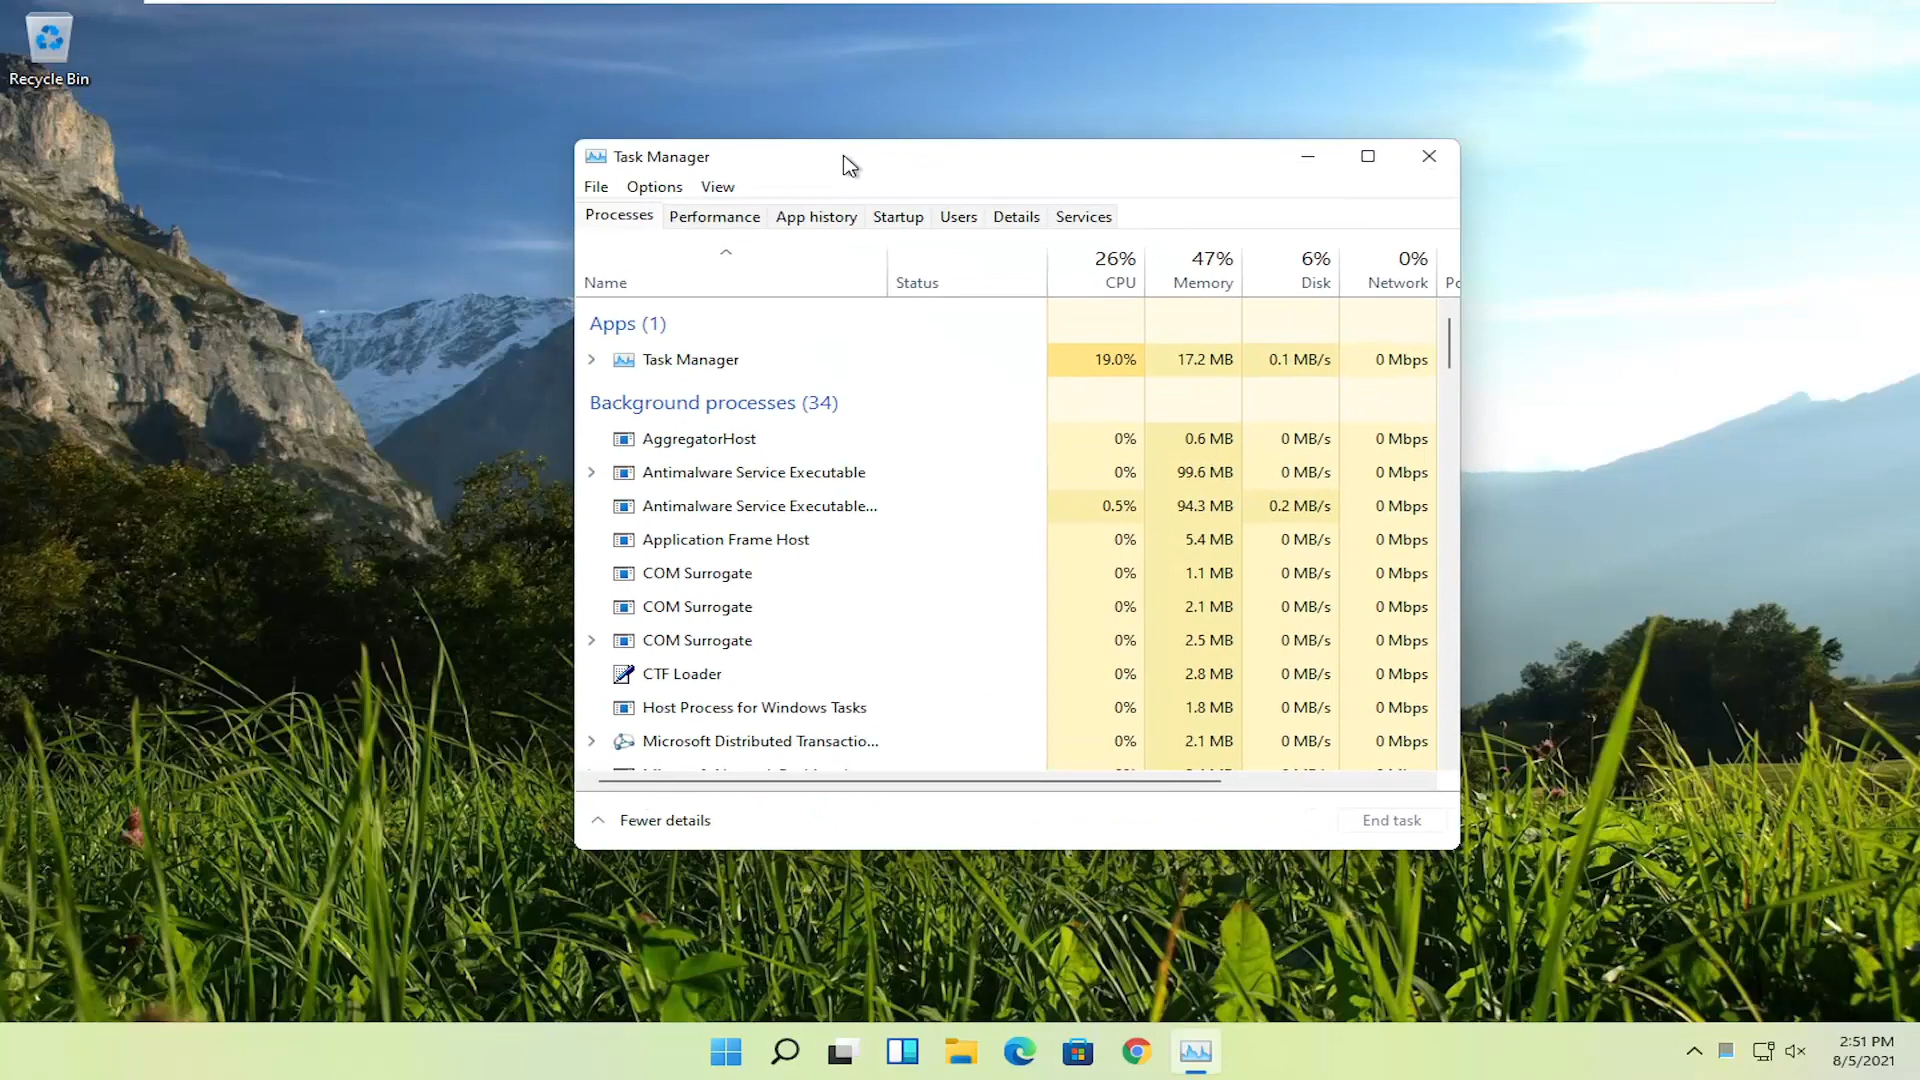 Recycle Bin
Task Manager
File Options View
Processes Performance App history Startup Users Details Services
26% 47% 6% 0%
Name Status CPU Memory Disk Network
Apps (1)
Task Manager 19.0% 17.2 MB 0.1 MB/s 0 Mbps
Background processes (34)
AggregatorHost 0% 0.6 MB 0 MB/s 0 Mbps
Antimalware Service Executable 0% 99.6 MB 0 MB/s 0 Mbps
Antimalware Service Executable... 0.5% 94.3 MB 0.2 MB/s 0 Mbps
Application Frame Host 0% 5.4 MB 0 MB/s 0 Mbps
COM Surrogate 0% 1.1 MB 0 MB/s 0 Mbps
COM Surrogate 0% 2.1 MB 0 MB/s 0 Mbps
COM Surrogate 0% 2.5 MB 0 MB/s 0 Mbps
CTF Loader 0% 2.8 MB 0 MB/s 0 Mbps
Host Process for Windows Tasks 0% 1.8 MB 0 MB/s 0 Mbps
Microsoft Distributed Transactio... 0% 2.1 MB 0 MB/s 0 Mbps
Fewer details End task
2:51 PM
8/5/2021